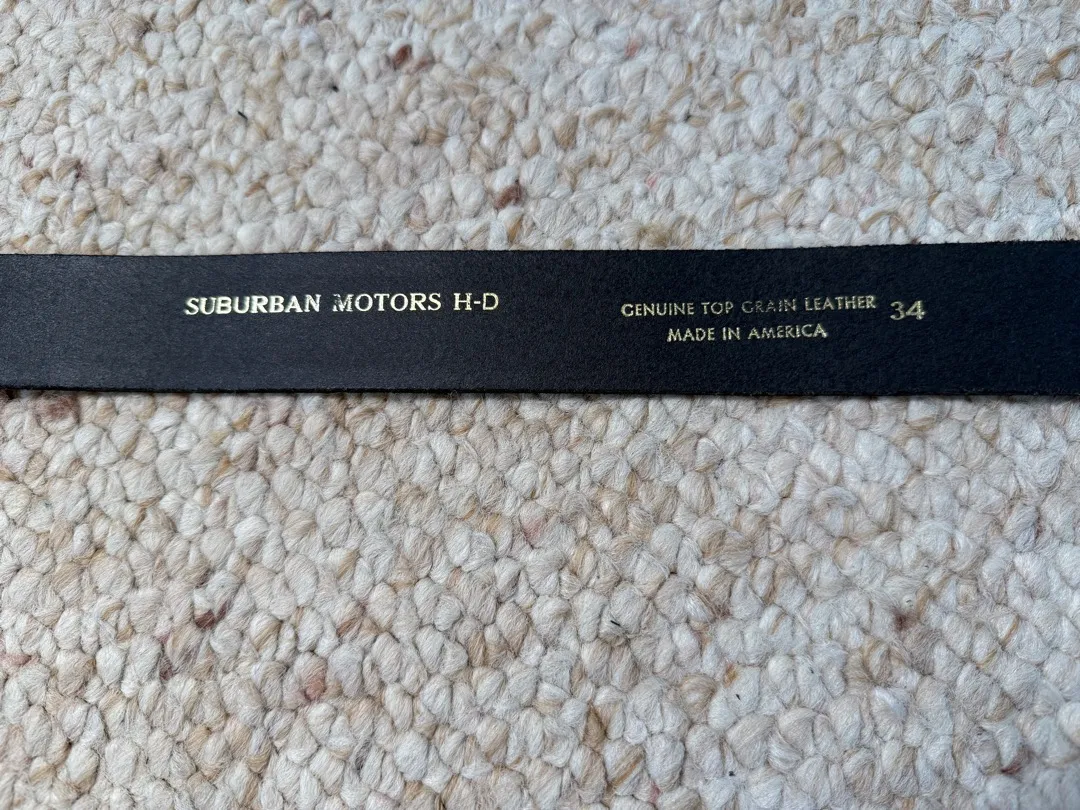 SUBURBAN MOTORS H-D
GENUINE TOP GRAIN LEATHER 34
MADE IN AMERICA